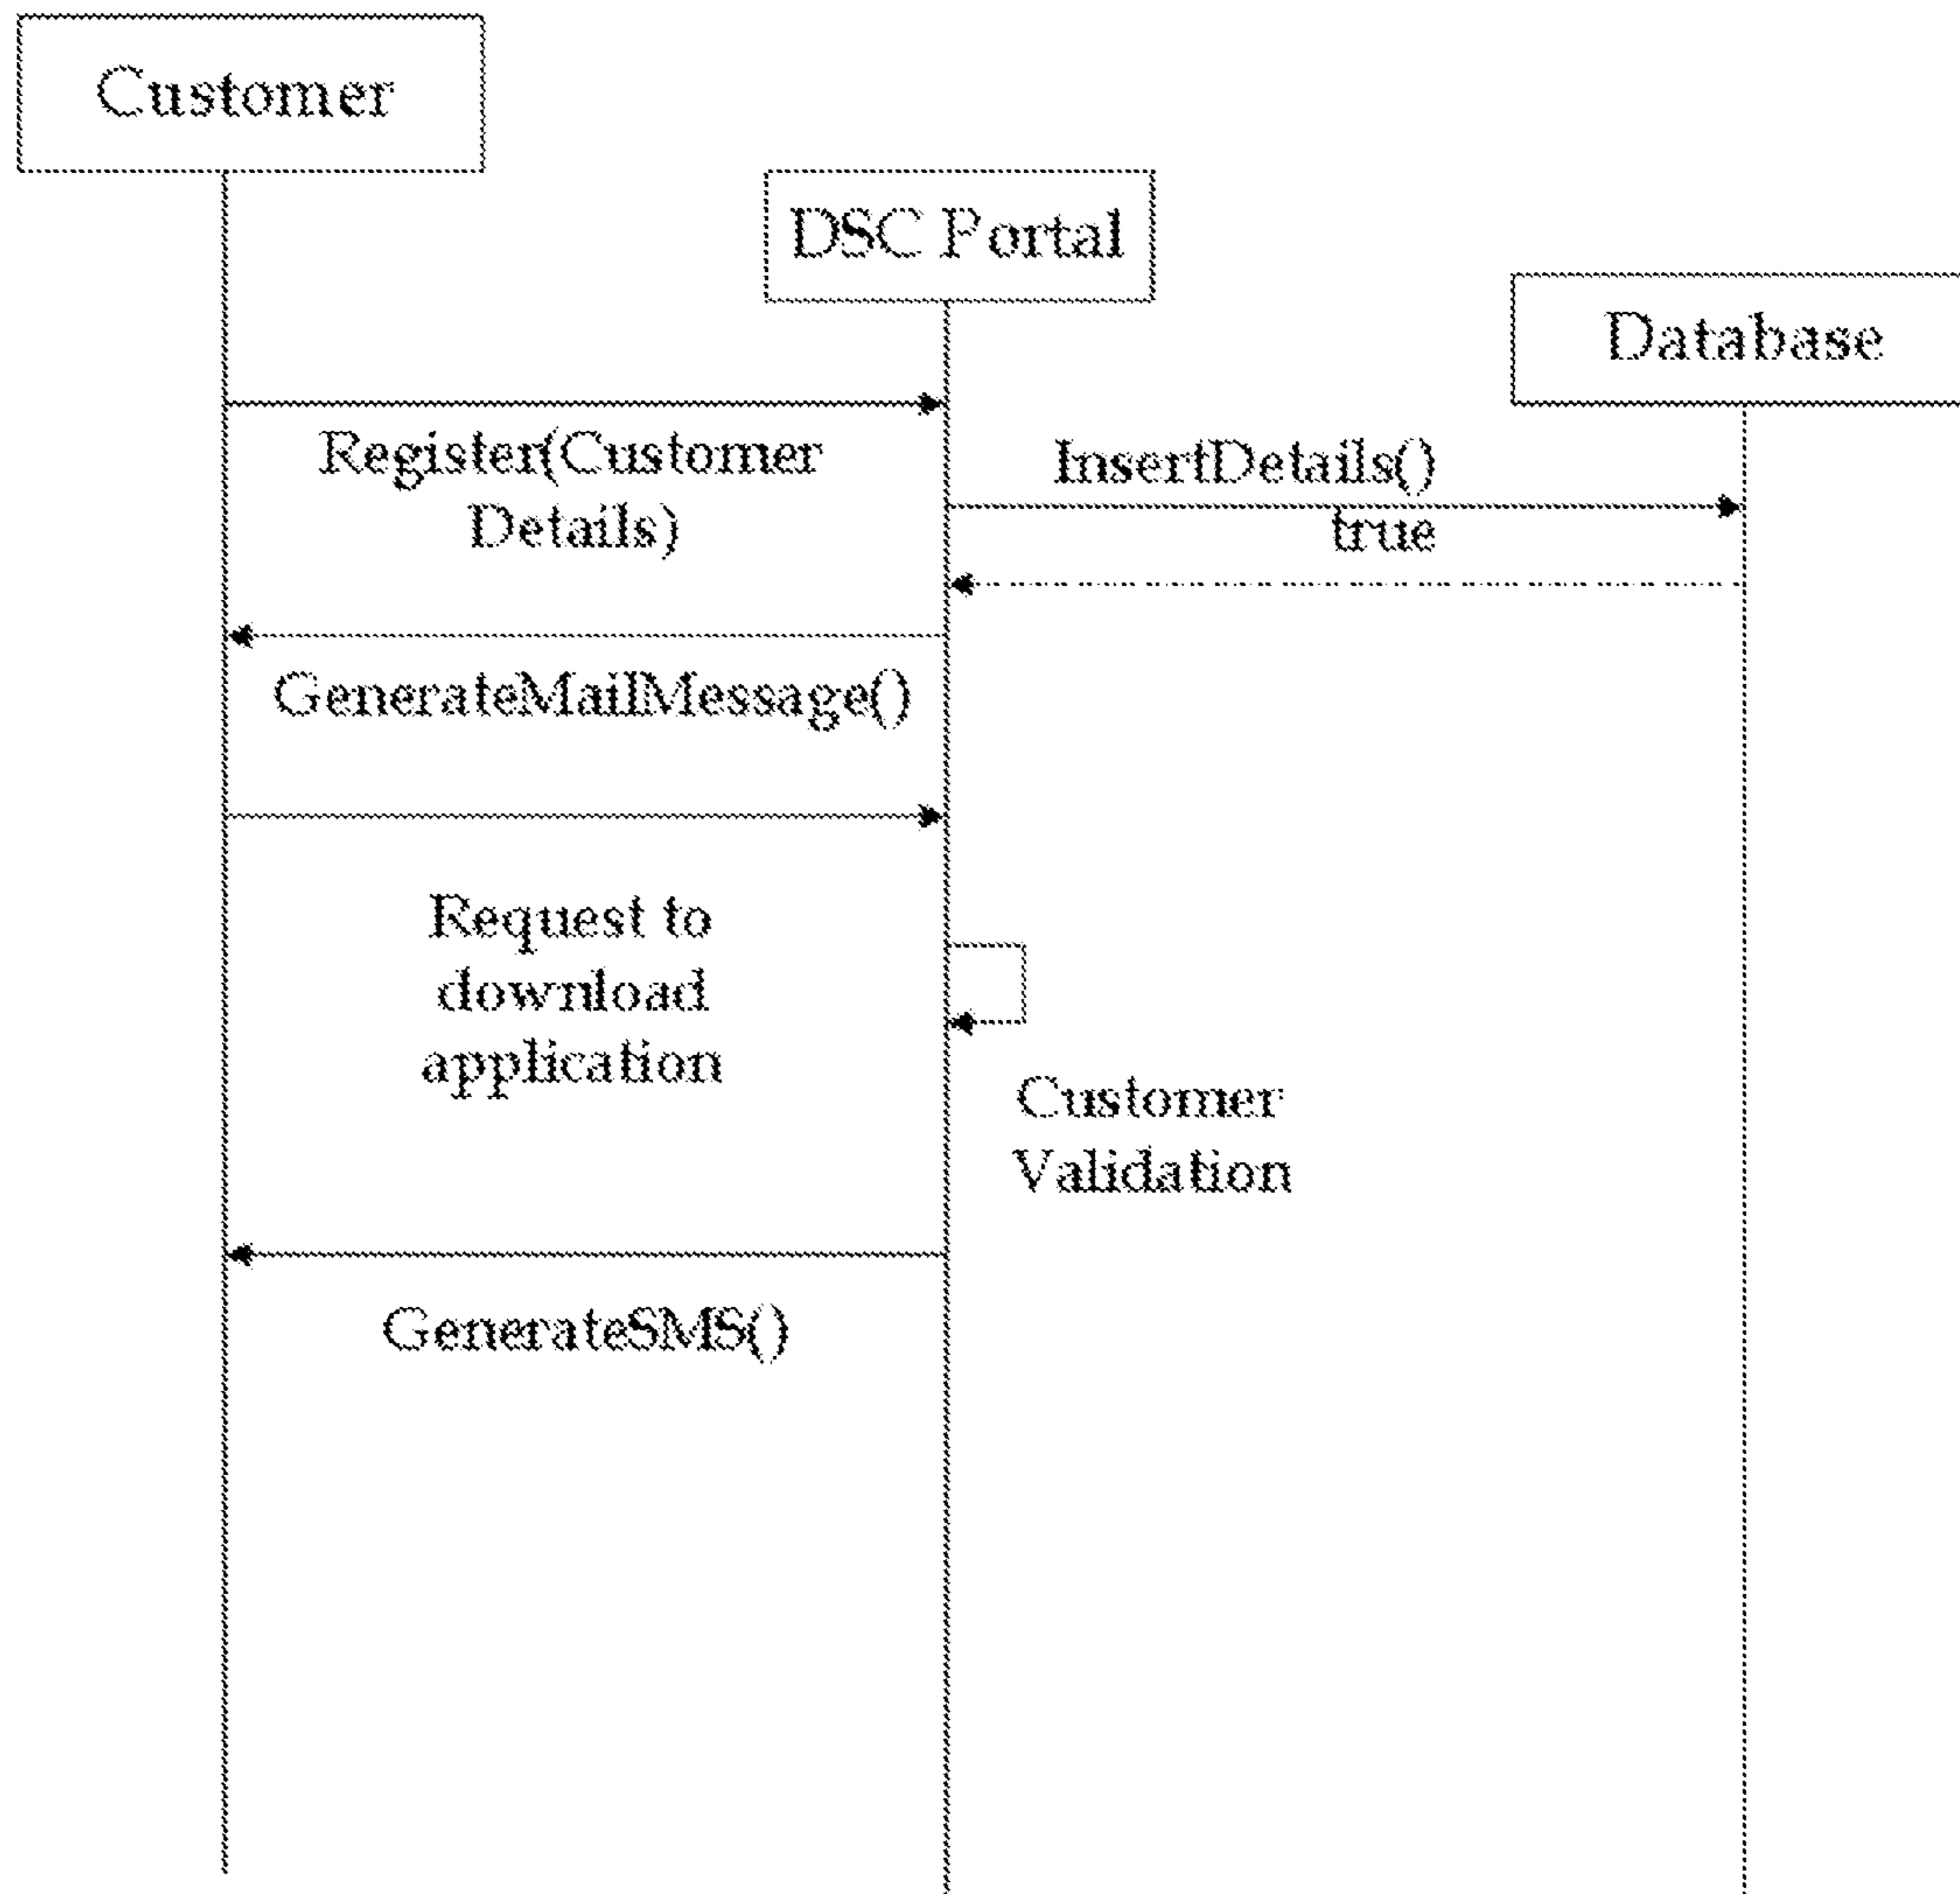 Customer
DSC Portal
Database
Register(Customer
Details)
InsertDetails()
true
GenerateMailMessage()
Request to
download
application
Customer
Validation
GenerateSMS()